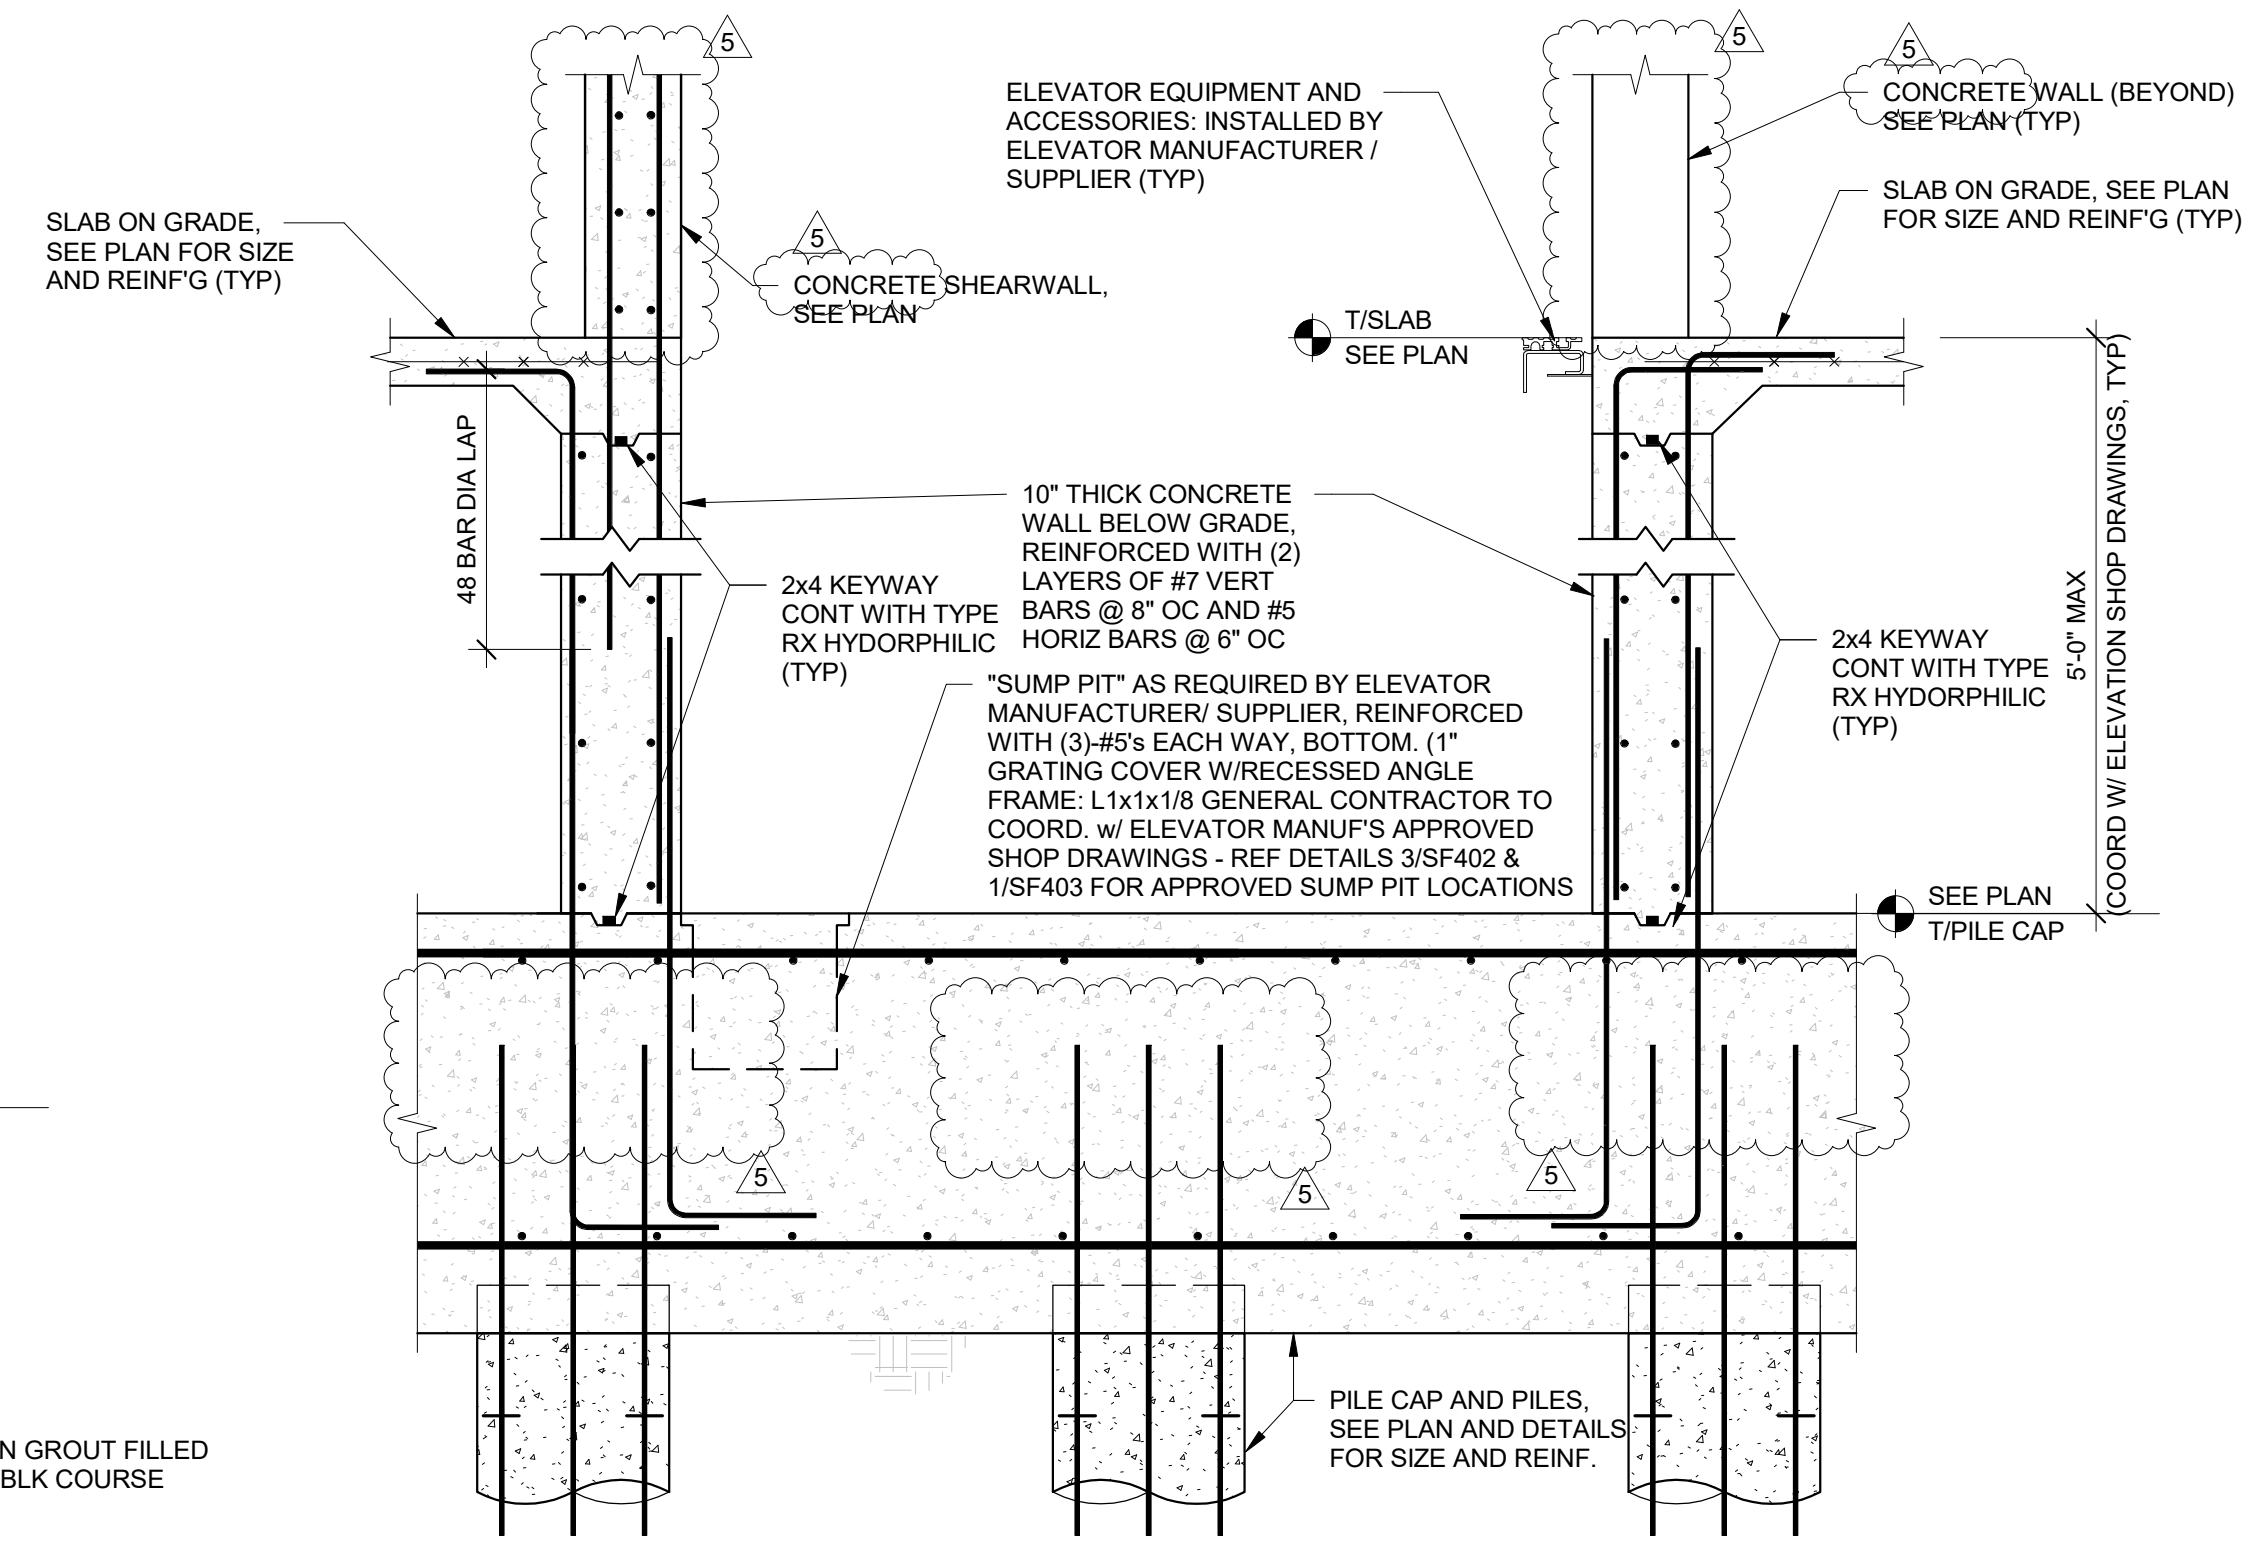 5
5
5
ELEVATOR EQUIPMENT AND
ACCESSORIES: INSTALLED BY
ELEVATOR MANUFACTURER /
SUPPLIER (TYP)
CONCRETE WALL (BEYOND)
SEE PLAN (TYP)
SLAB ON GRADE,
SEE PLAN FOR SIZE
AND REINF'G (TYP)
5
CONCRETE SHEARWALL,
SEE PLAN
SLAB ON GRADE, SEE PLAN
FOR SIZE AND REINF'G (TYP)
T/SLAB
SEE PLAN
48 BAR DIA LAP
10" THICK CONCRETE
WALL BELOW GRADE,
REINFORCED WITH (2)
LAYERS OF #7 VERT
BARS @ 8" OC AND #5
HORIZ BARS @ 6" OC
2x4 KEYWAY
CONT WITH TYPE
RX HYDORPHILIC
(TYP)
2x4 KEYWAY
CONT WITH TYPE
RX HYDORPHILIC
(TYP)
5'-0" MAX
(COORD W/ ELEVATION SHOP DRAWINGS, TYP)
"SUMP PIT" AS REQUIRED BY ELEVATOR
MANUFACTURER/ SUPPLIER, REINFORCED
WITH (3)-#5's EACH WAY, BOTTOM. (1"
GRATING COVER W/RECESSED ANGLE
FRAME: L1x1x1/8 GENERAL CONTRACTOR TO
COORD. w/ ELEVATOR MANUF'S APPROVED
SHOP DRAWINGS - REF DETAILS 3/SF402 &
1/SF403 FOR APPROVED SUMP PIT LOCATIONS
SEE PLAN
T/PILE CAP
5
5
5
PILE CAP AND PILES,
SEE PLAN AND DETAILS
FOR SIZE AND REINF.
N GROUT FILLED
BLK COURSE